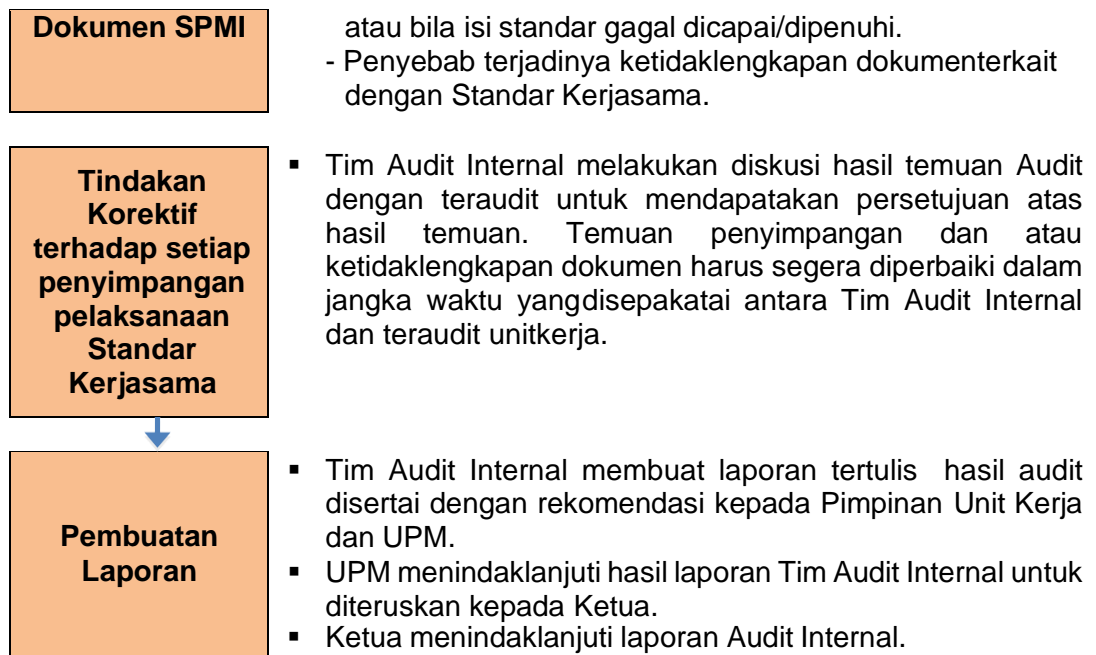 Dokumen SPMI
atau bila isi standar gagal dicapai/dipenuhi.
- Penyebab terjadinya ketidaklengkapan dokumenterkait
dengan Standar Kerjasama.
Tindakan
Korektif
terhadap setiap
penyimpangan
pelaksanaan
Standar
Kerjasama
▪ Tim Audit Internal melakukan diskusi hasil temuan Audit
dengan teraudit untuk mendapatakan persetujuan atas
hasil temuan. Temuan penyimpangan dan atau
ketidaklengkapan dokumen harus segera diperbaiki dalam
jangka waktu yangdisepakatai antara Tim Audit Internal
dan teraudit unitkerja.
Pembuatan
Laporan
▪ Tim Audit Internal membuat laporan tertulis hasil audit
disertai dengan rekomendasi kepada Pimpinan Unit Kerja
dan UPM.
▪ UPM menindaklanjuti hasil laporan Tim Audit Internal untuk
diteruskan kepada Ketua.
▪ Ketua menindaklanjuti laporan Audit Internal.